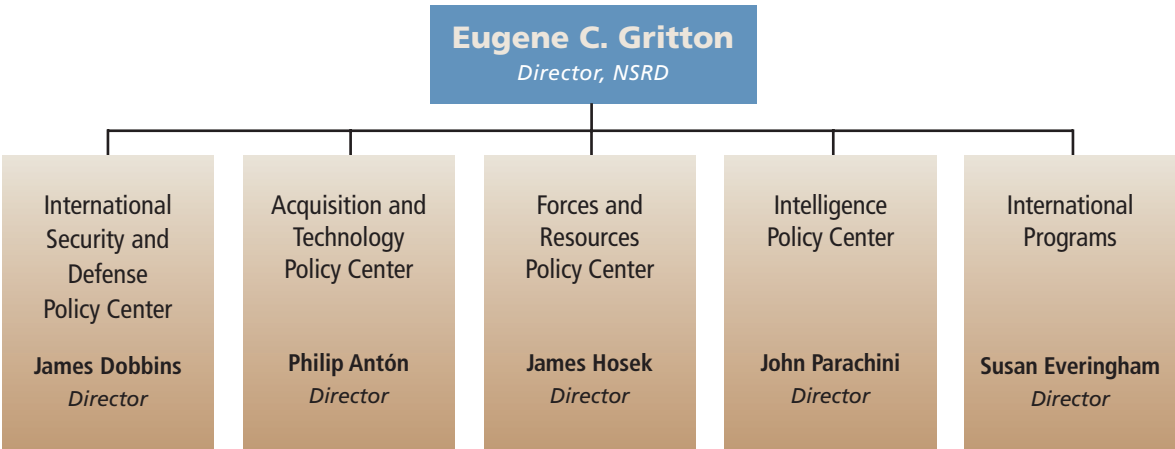 Eugene C. Gritton
Director, NSRD
International
Security and
Defense
Policy Center
James Dobbins
Director
Acquisition and
Technology
Policy Center
Philip Antón
Director
Forces and
Resources
Policy Center
James Hosek
Director
Intelligence
Policy Center
John Parachini
Director
International
Programs
Susan Everingham
Director